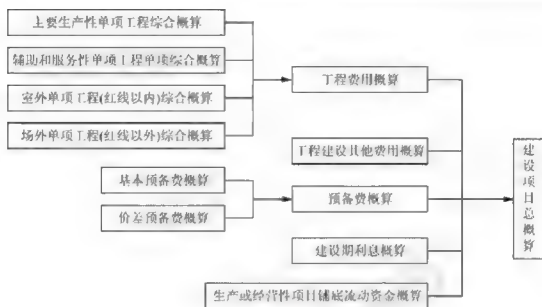 主要生产性单项工程综合概算
辅助和服务性单项工程单项综合概算
室外单项工程(红线以内)综合概算
场外单项工程(红线以外)综合概算
工程费用概算
工程建设其他费用概算
基本预备费概算
价差预备费概算
预备费概算
建设期利息概算
生产或经营性项目铺底流动资金概算
建设项目总概算